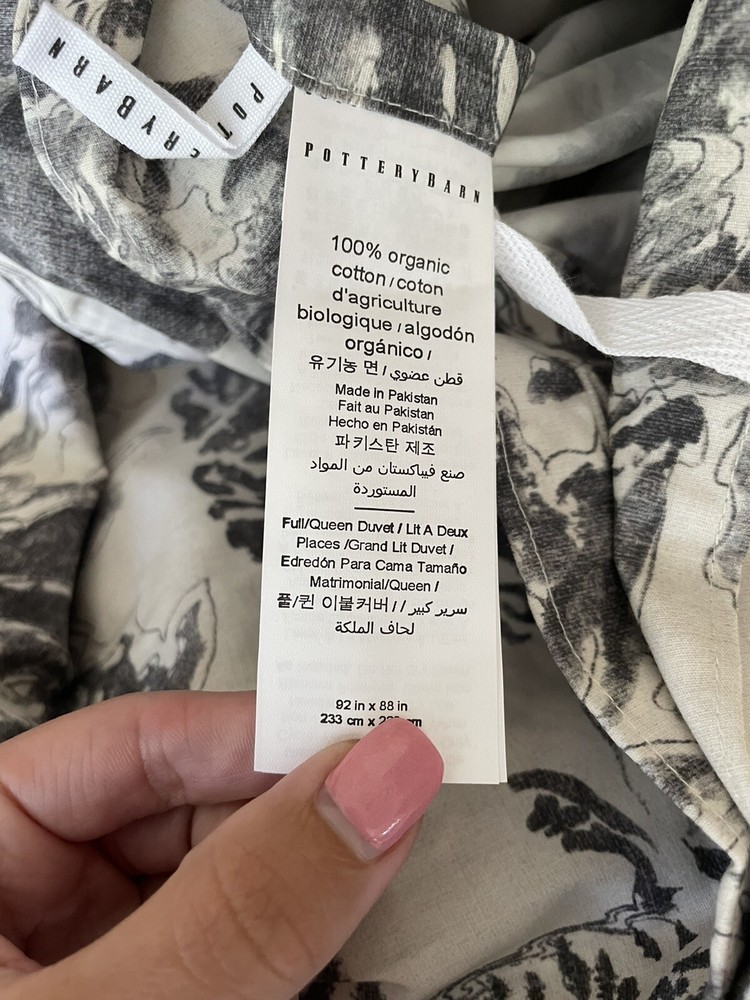 POTTERYBARN
POTTERYBARN
100% organic
cotton / coton
d'agriculture
biologique / algodón
orgánico /
유기농 면 / قطن عضوي
Made in Pakistan
Fait au Pakistan
Hecho en Pakistán
파키스탄 제조
صنع فيباكستان من المواد
المستوردة
Full/Queen Duvet / Lit A Deux
Places /Grand Lit Duvet /
Edredón Para Cama Tamaño
Matrimonial/Queen /
풀/퀸 이불커버 / / سرير كبير
لحاف الملكة
92 in x 88 in
233 cm x cm